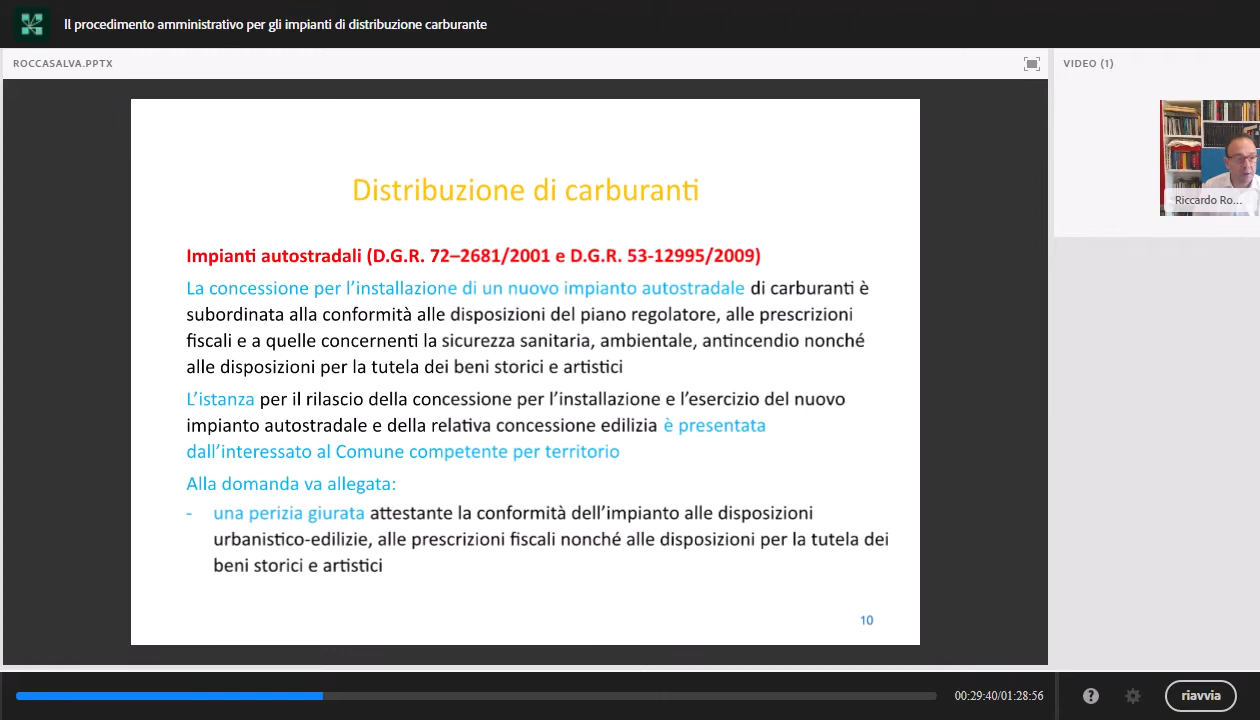 Il procedimento amministrativo per gli impianti di distribuzione carburante
ROCCASALVA.PPTX
VIDEO (1)
Riccardo Ro...
Distribuzione di carburanti
Impianti autostradali (D.G.R. 72–2681/2001 e D.G.R. 53-12995/2009)
La concessione per l’installazione di un nuovo impianto autostradale di carburanti è
subordinata alla conformità alle disposizioni del piano regolatore, alle prescrizioni
fiscali e a quelle concernenti la sicurezza sanitaria, ambientale, antincendio nonché
alle disposizioni per la tutela dei beni storici e artistici
L’istanza per il rilascio della concessione per l’installazione e l’esercizio del nuovo
impianto autostradale e della relativa concessione edilizia è presentata
dall’interessato al Comune competente per territorio
Alla domanda va allegata:
- una perizia giurata attestante la conformità dell’impianto alle disposizioni
urbanistico-edilizie, alle prescrizioni fiscali nonché alle disposizioni per la tutela dei
beni storici e artistici
10
00:29:40/01:28:56
riavvia